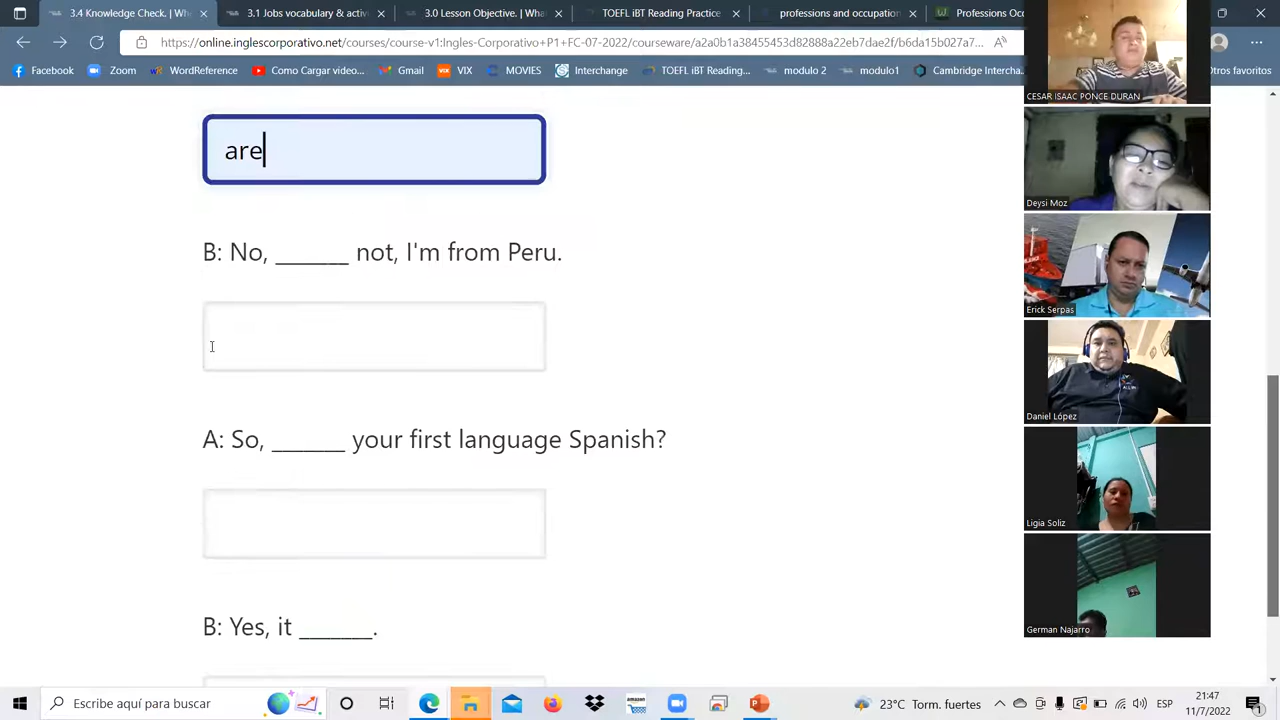 3.4 Knowledge Check. | Wh
3.1 Jobs vocabulary & activ
3.0 Lesson Objective. | Wha
TOEFL iBT Reading Practice
professions and occupation
Professions Oc
https://online.inglescorporativo.net/courses/course-v1:Ingles-Corporativo+P1+FC-07-2022/courseware/a2a0b1a38455453d82888a22eb7dae2f/b6da15b027a7...
Facebook
Zoom
WordReference
Como Cargar video...
Gmail
VIX
MOVIES
Interchange
TOEFL iBT Reading...
modulo 2
modulo1
Cambridge Intercha...
Otros favoritos
are
B: No, ______ not, I'm from Peru.
A: So, ______ your first language Spanish?
B: Yes, it ______.
CESAR ISAAC PONCE DURAN
Deysi Moz
Erick Serpas
Daniel López
Ligia Soliz
German Najarro
Escribe aquí para buscar
amazon
23°C Torm. fuertes
ESP
21:47
11/7/2022
1